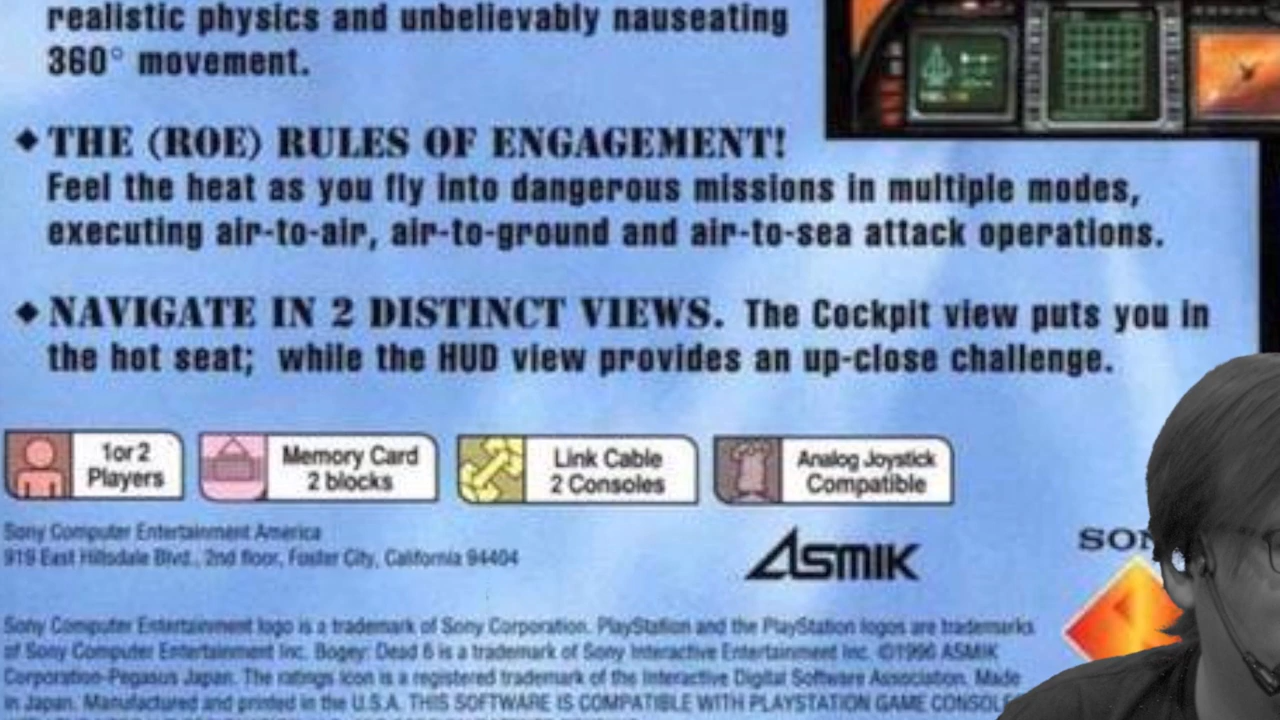 realistic physics and unbelievably nauseating
360° movement.
◆ THE (ROE) RULES OF ENGAGEMENT!
Feel the heat as you fly into dangerous missions in multiple modes,
executing air-to-air, air-to-ground and air-to-sea attack operations.
◆ NAVIGATE IN 2 DISTINCT VIEWS. The Cockpit view puts you in
the hot seat; while the HUD view provides an up-close challenge.
1 or 2
Players
Memory Card
2 blocks
Link Cable
2 Consoles
Analog Joystick
Compatible
Sony Computer Entertainment America
919 East Hillsdale Blvd., 2nd floor, Foster City, California 94404
ASMIK
SON
Sony Computer Entertainment logo is a trademark of Sony Corporation. PlayStation and the PlayStation logos are trademarks
of Sony Computer Entertainment Inc. Bogey: Dead 6 is a trademark of Sony Interactive Entertainment Inc. ©1996 ASMIK
Corporation-Pegasus Japan. The ratings icon is a registered trademark of the Interactive Digital Software Association. Made
in Japan. Manufactured and printed in the U.S.A. THIS SOFTWARE IS COMPATIBLE WITH PLAYSTATION GAME CONSOLE